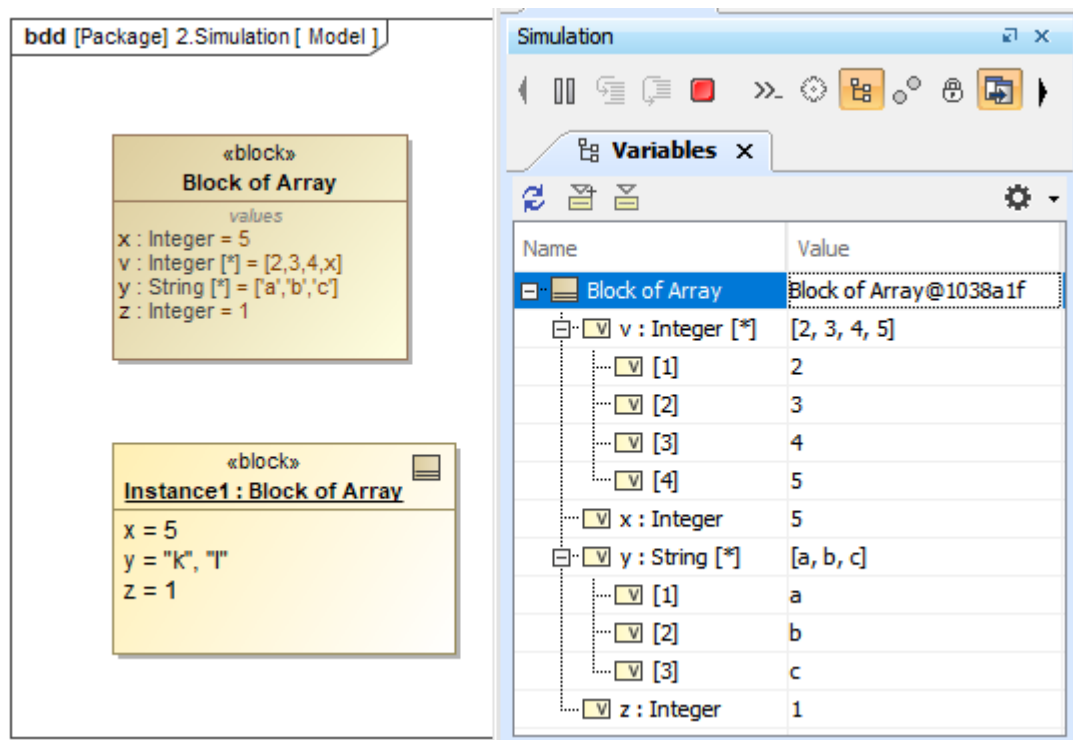 bdd [Package] 2.Simulation [ Model ]
«block»
Block of Array
values
x : Integer = 5
v : Integer [*] = [2,3,4,x]
y : String [*] = ['a','b','c']
z : Integer = 1
«block»
Instance1 : Block of Array
x = 5
y = "k", "l"
z = 1
Simulation
Variables
Name Value
Block of Array Block of Array@1038a1f
v v : Integer [*] [2, 3, 4, 5]
v [1] 2
v [2] 3
v [3] 4
v [4] 5
v x : Integer 5
v y : String [*] [a, b, c]
v [1] a
v [2] b
v [3] c
v z : Integer 1